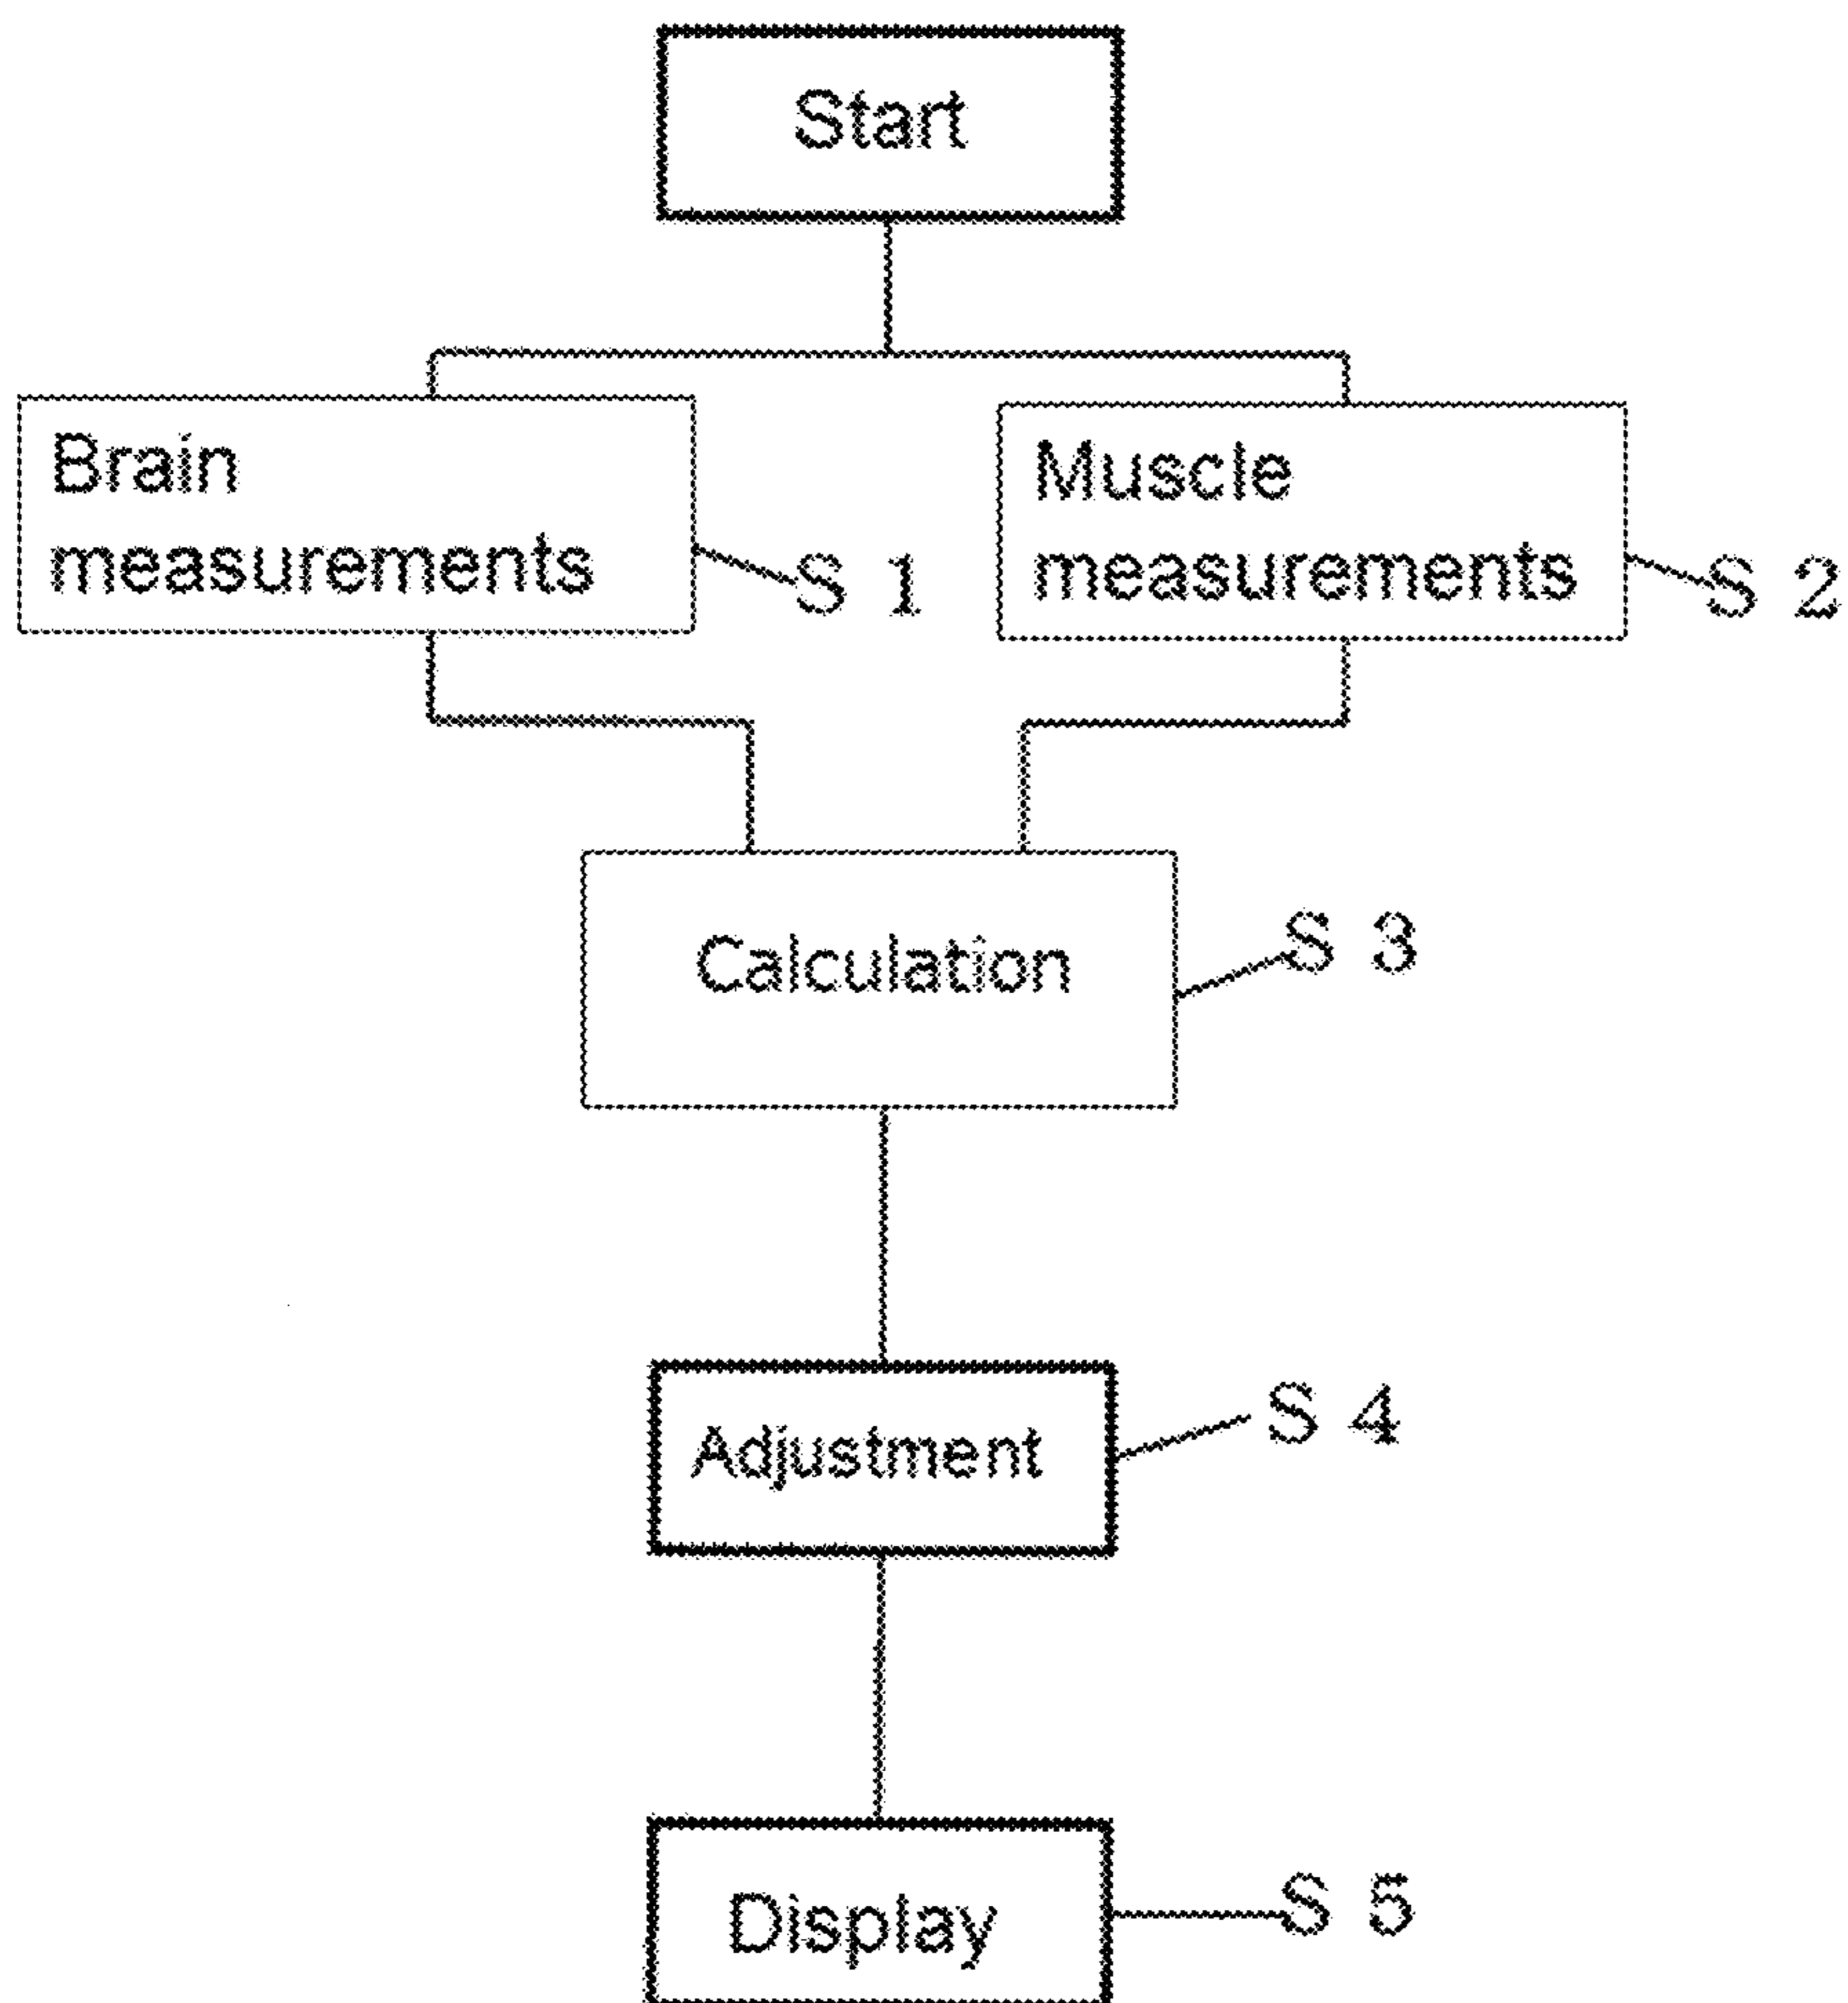 Start
Brain
measurements
S 1
Muscle
measurements
S 2
Calculation
S 3
Adjustment
S 4
Display
S 5